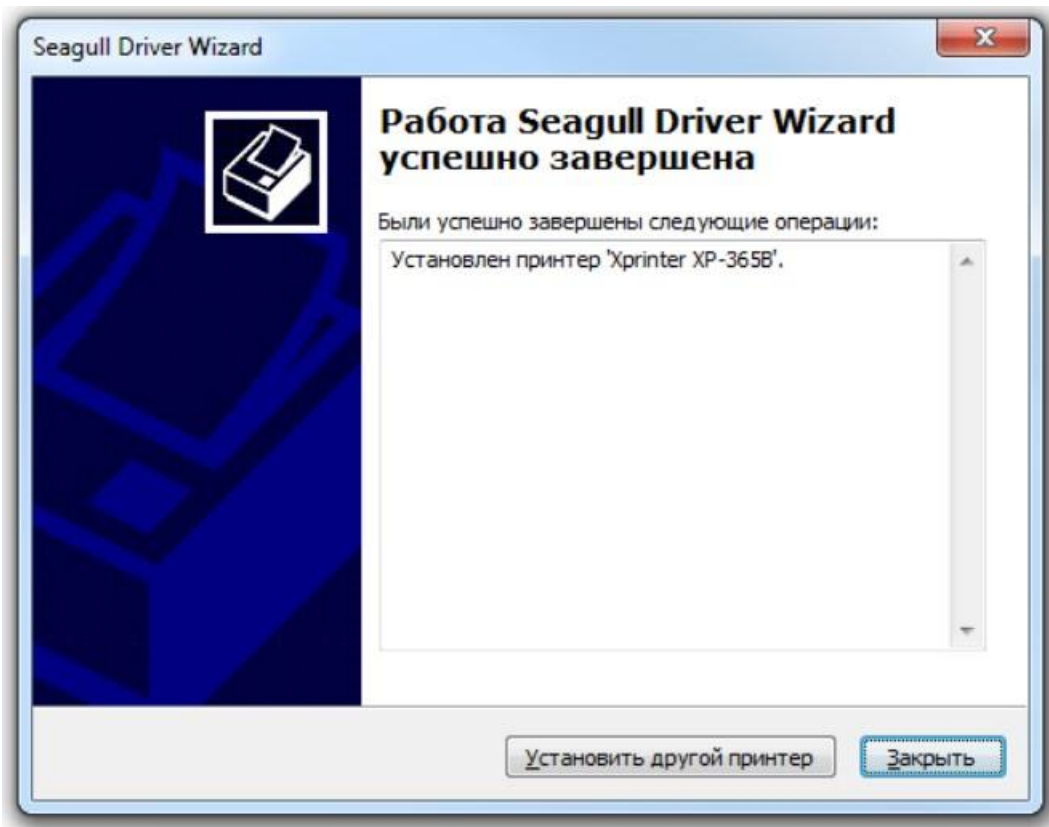 Seagull Driver Wizard
Работа Seagull Driver Wizard
успешно завершена
Были успешно завершены следующие операции:
Установлен принтер 'Xprinter XP-365B'.
Установить другой принтер
Закрыть